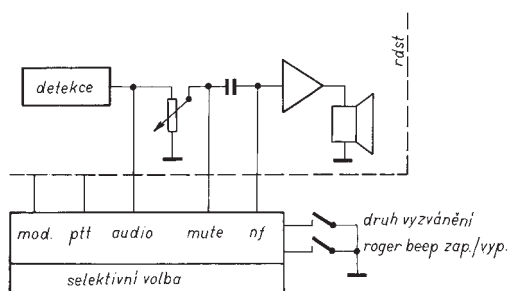 rdst
detekce
mod. ptt audio mute nf
druh vyzvánění
roger beep zap./vyp.
selektivní volba